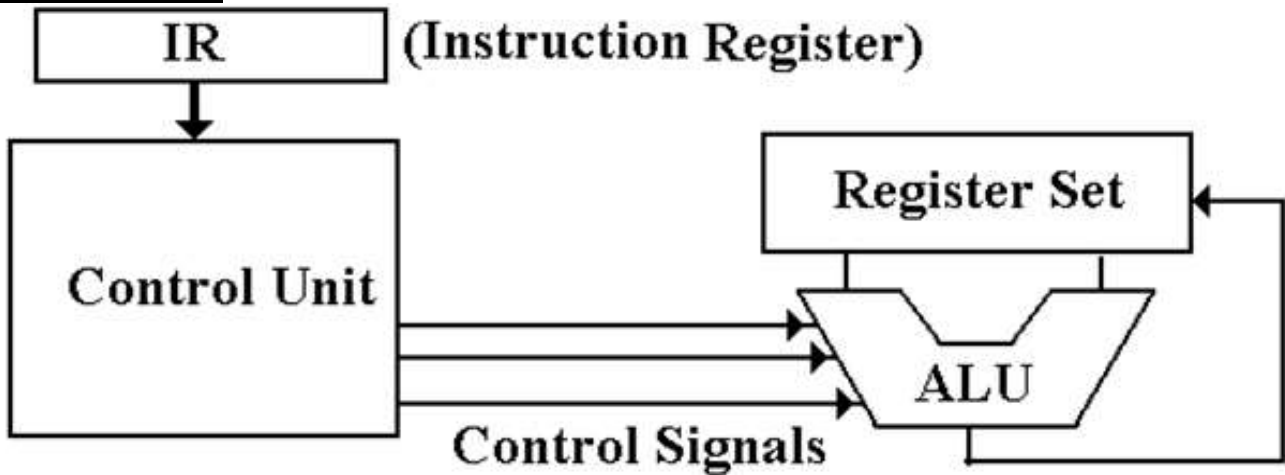 IR (Instruction Register)
Register Set
Control Unit
ALU
Control Signals